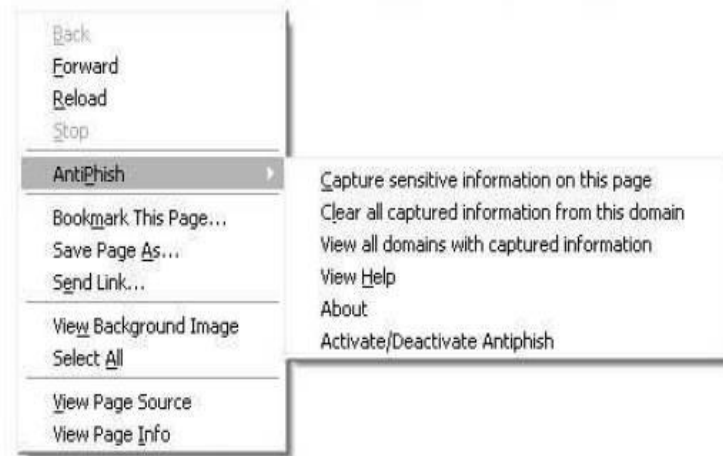 Back
Forward
Reload
Stop
AntiPhish
Bookmark This Page...
Save Page As...
Send Link...
View Background Image
Select All
View Page Source
View Page Info
Capture sensitive information on this page
Clear all captured information from this domain
View all domains with captured information
View Help
About
Activate/Deactivate Antiphish